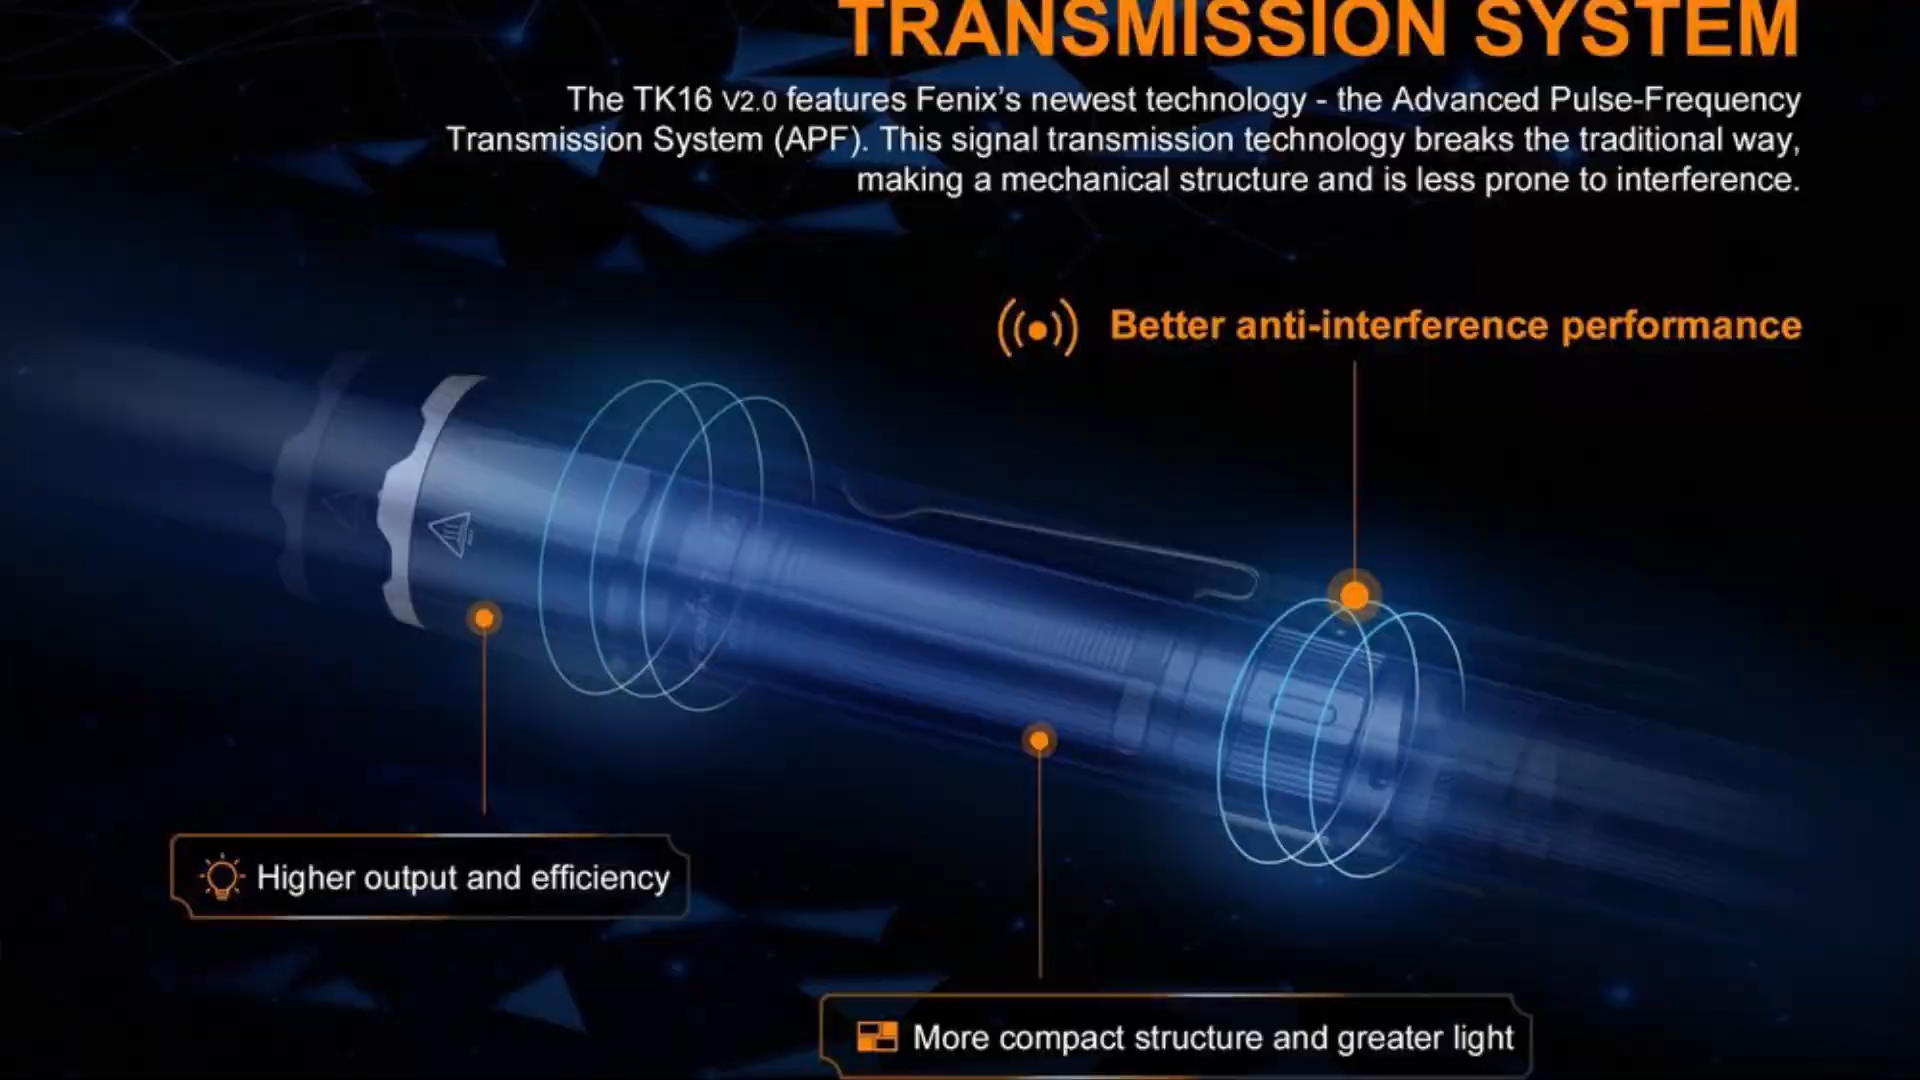 TRANSMISSION SYSTEM
The TK16 V2.0 features Fenix’s newest technology - the Advanced Pulse-Frequency
Transmission System (APF). This signal transmission technology breaks the traditional way,
making a mechanical structure and is less prone to interference.
Better anti-interference performance
Fenix
Higher output and efficiency
More compact structure and greater light